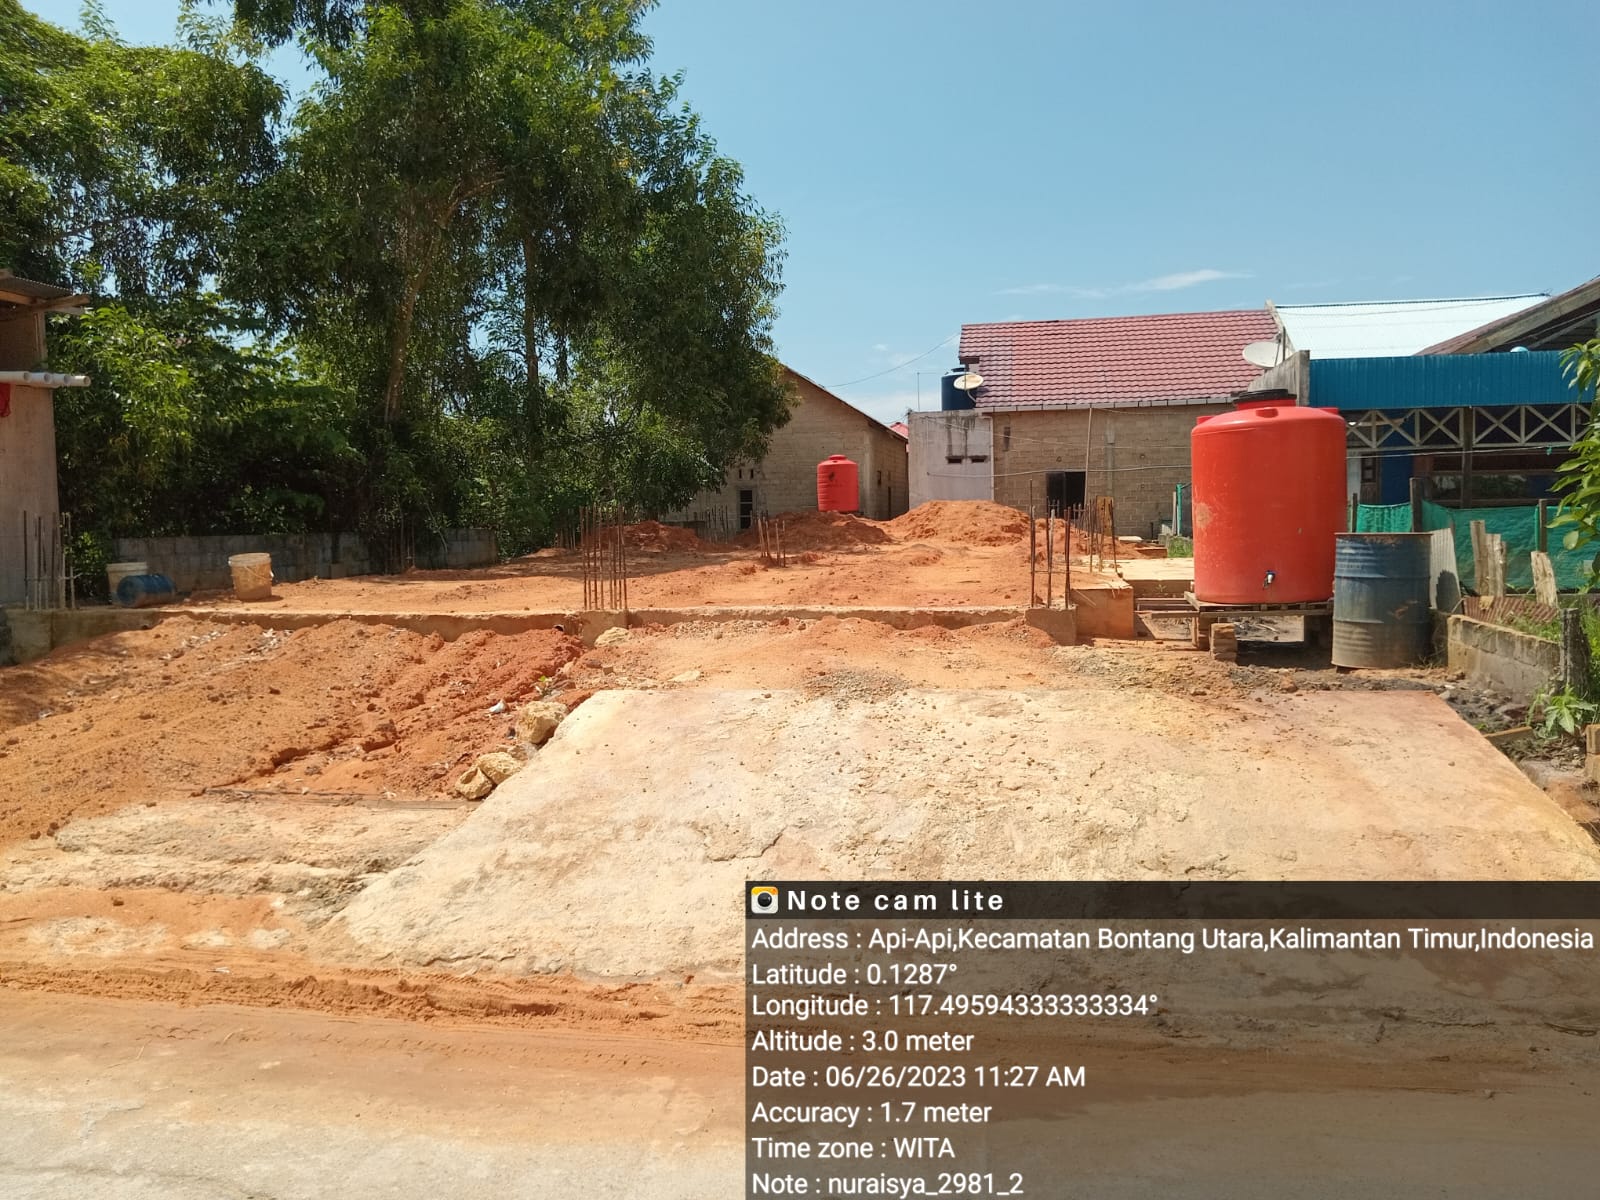 Note cam lite
Address : Api-Api,Kecamatan Bontang Utara,Kalimantan Timur,Indonesia
Latitude : 0.1287°
Longitude : 117.49594333333334°
Altitude : 3.0 meter
Date : 06/26/2023 11:27 AM
Accuracy : 1.7 meter
Time zone : WITA
Note : nuraisya_2981_2